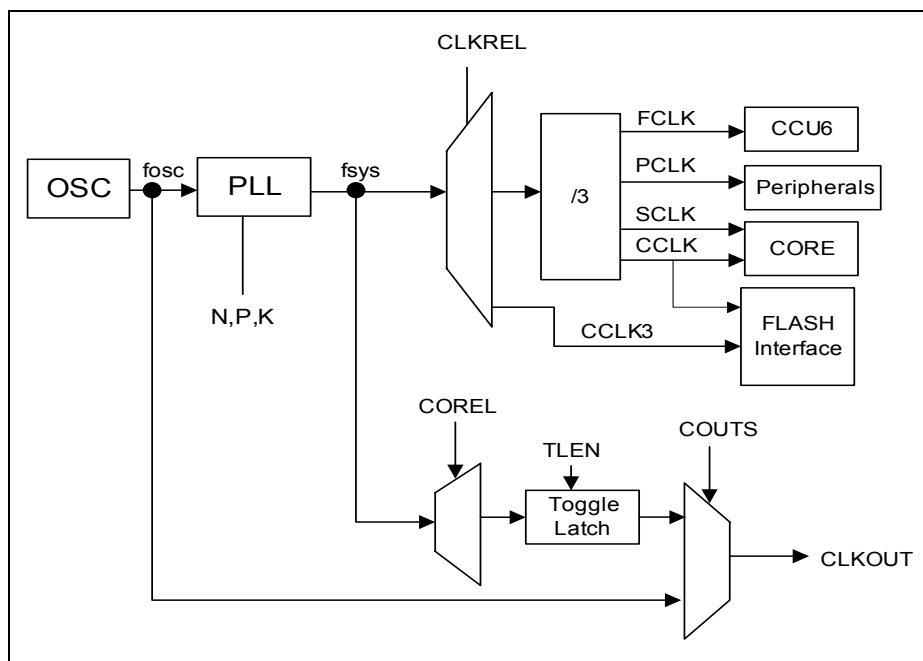 CLKREL
FCLK
CCU6
OSC
fosc
PLL
fsys
/3
PCLK
Peripherals
SCLK
CORE
CCLK
N,P,K
CCLK3
FLASH
Interface
COREL
TLEN
COUTS
Toggle
Latch
CLKOUT